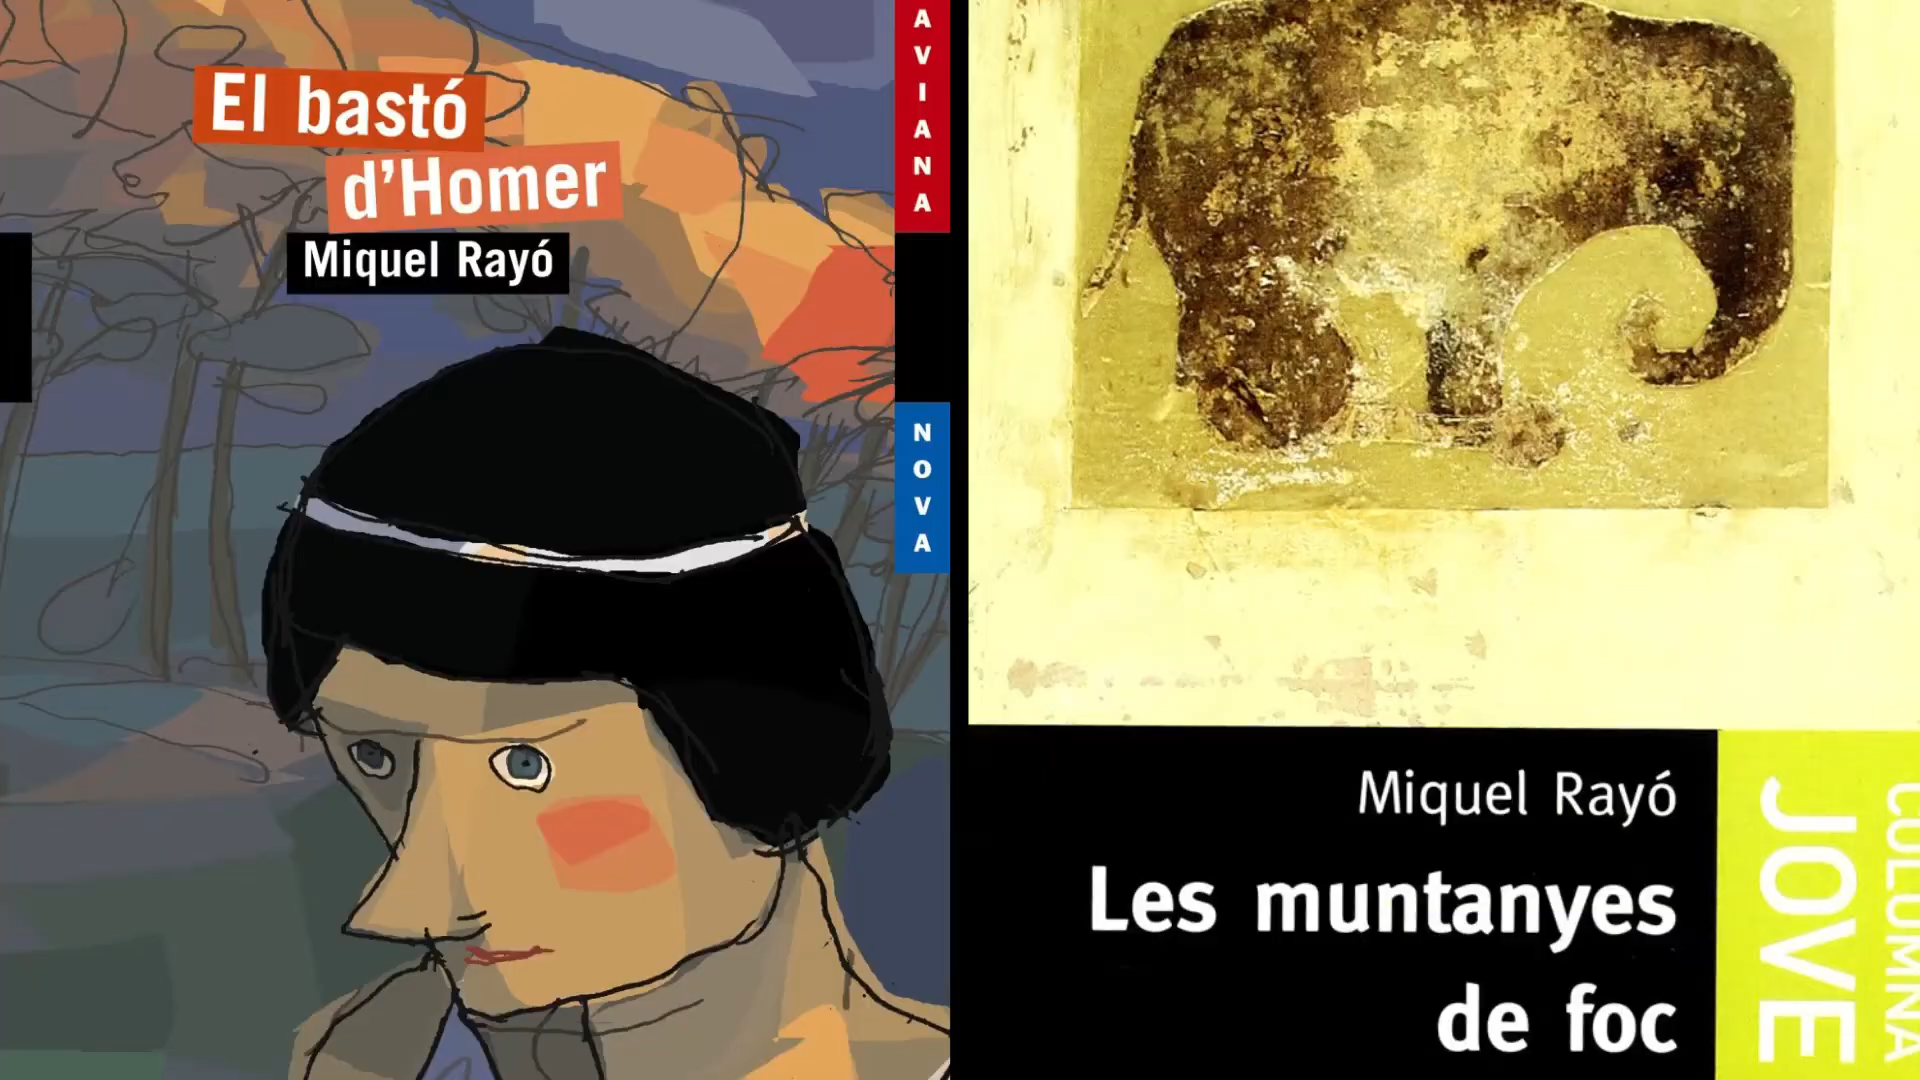 El bastó
d'Homer
Miquel Rayó
AVIANA
NOVA
Miquel Rayó
Les muntanyes
de foc
JOVE
COLUMNA